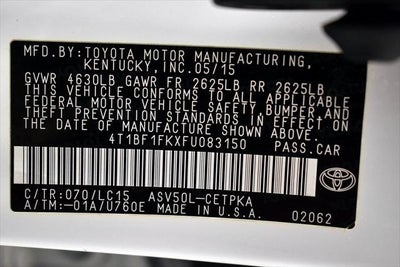 MFD.BY:TOYOTA MOTOR MANUFACTURING,
KENTUCKY,INC.05/15
GVWR 4630LB GAWR FR 2625LB RR 2625LB
THIS VEHICLE CONFORMS TO ALL APPLICABLE
FEDERAL MOTOR VEHICLE SAFETY,BUMPER,AND
THEFT PREVENTION STANDARDS IN EFFECT ON
THE DATE OF MANUFACTURE SHOWN ABOVE.
4T1BF1FKXFU083150 PASS.CAR
C/TR:070/LC15 ASV50L-CETPKA
A/TM:-01A/U760E MADE IN U.S.A. 02062
TOYOTA